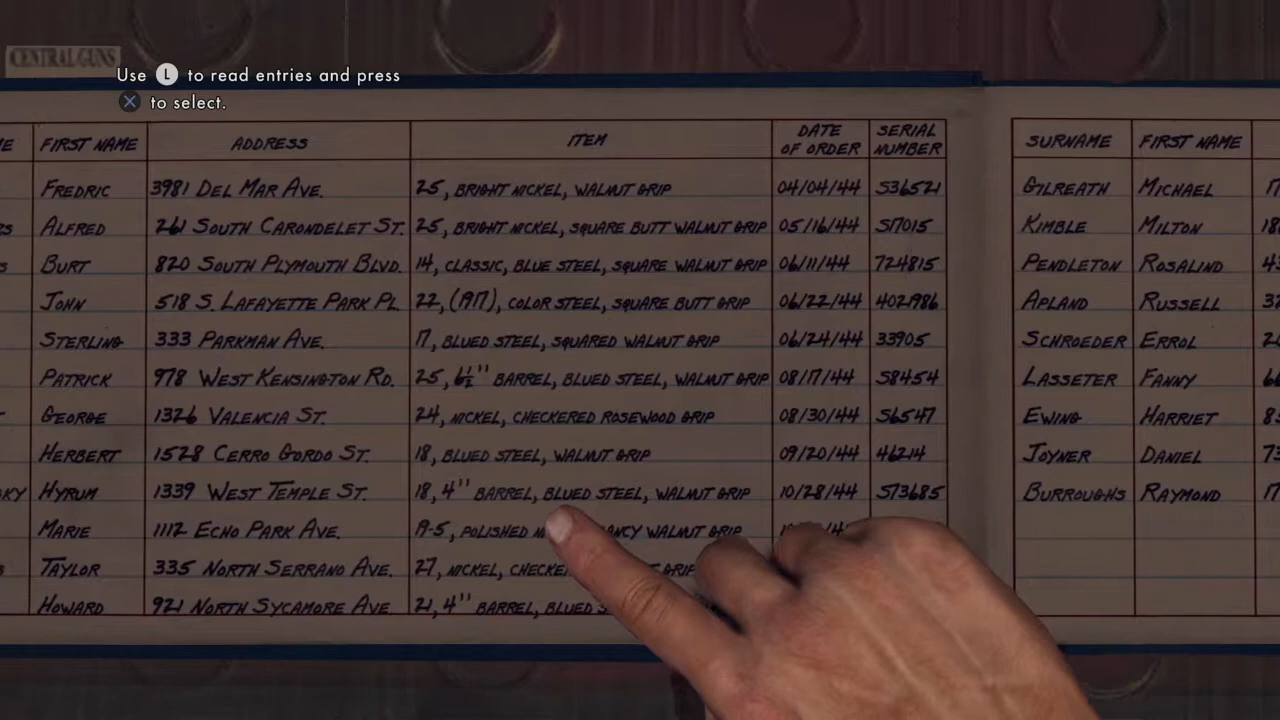 CENTRAL GUNS
Use L to read entries and press
X to select.
FIRST NAME ADDRESS ITEM DATE OF ORDER SERIAL NUMBER SURNAME FIRST NAME
FREDRIC 3981 DEL MAR AVE. 25, BRIGHT NICKEL, WALNUT GRIP 04/04/44 S36521 GILREATH MICHAEL
ALFRED 261 SOUTH CARONDELET ST. 25, BRIGHT NICKEL, SQUARE BUTT WALNUT GRIP 05/16/44 S17015 KIMBLE MILTON
BURT 820 SOUTH PLYMOUTH BLVD. 14, CLASSIC, BLUE STEEL, SQUARE WALNUT GRIP 06/11/44 724815 PENDLETON ROSALIND
JOHN 518 S. LAFAYETTE PARK PL. 22, (1917), COLOR STEEL, SQUARE BUTT GRIP 06/22/44 402986 APLAND RUSSELL
STERLING 333 PARKMAN AVE. 17, BLUED STEEL, SQUARED WALNUT GRIP 06/24/44 33905 SCHROEDER ERROL
PATRICK 978 WEST KENSINGTON RD. 25, 6½" BARREL, BLUED STEEL, WALNUT GRIP 08/17/44 S8454 LASSETER FANNY
GEORGE 1326 VALENCIA ST. 24, NICKEL, CHECKERED ROSEWOOD GRIP 08/30/44 S6547 EWING HARRIET
HERBERT 1528 CERRO GORDO ST. 18, BLUED STEEL, WALNUT GRIP 09/20/44 46214 JOYNER DANIEL
HYRUM 1339 WEST TEMPLE ST. 18, 4" BARREL, BLUED STEEL, WALNUT GRIP 10/28/44 S73685 BURROUGHS RAYMOND
MARIE 1112 ECHO PARK AVE. 19-5, POLISHED WALNUT GRIP
TAYLOR 335 NORTH SERRANO AVE. 27, NICKEL, GRIP
HOWARD 921 NORTH SYCAMORE AVE 21, 4" BARREL, BLUED